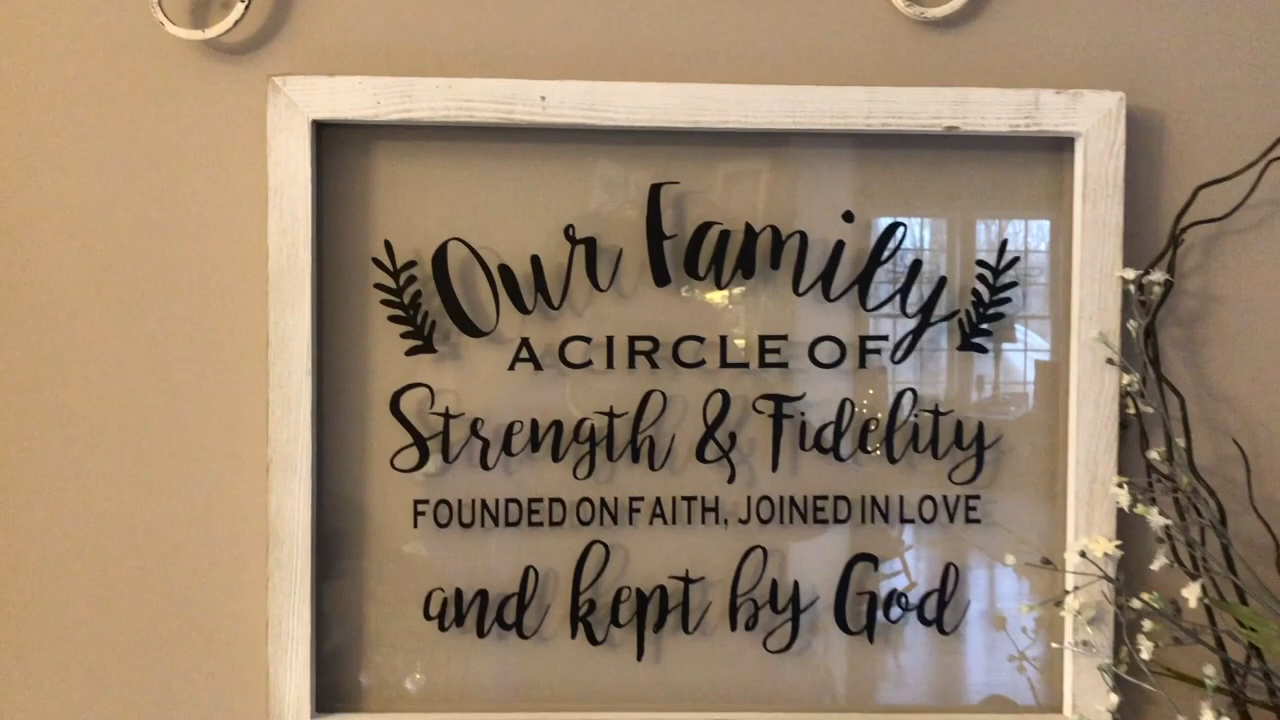 Our Family
A CIRCLE OF
Strength & Fidelity
FOUNDED ON FAITH, JOINED IN LOVE
and kept by God